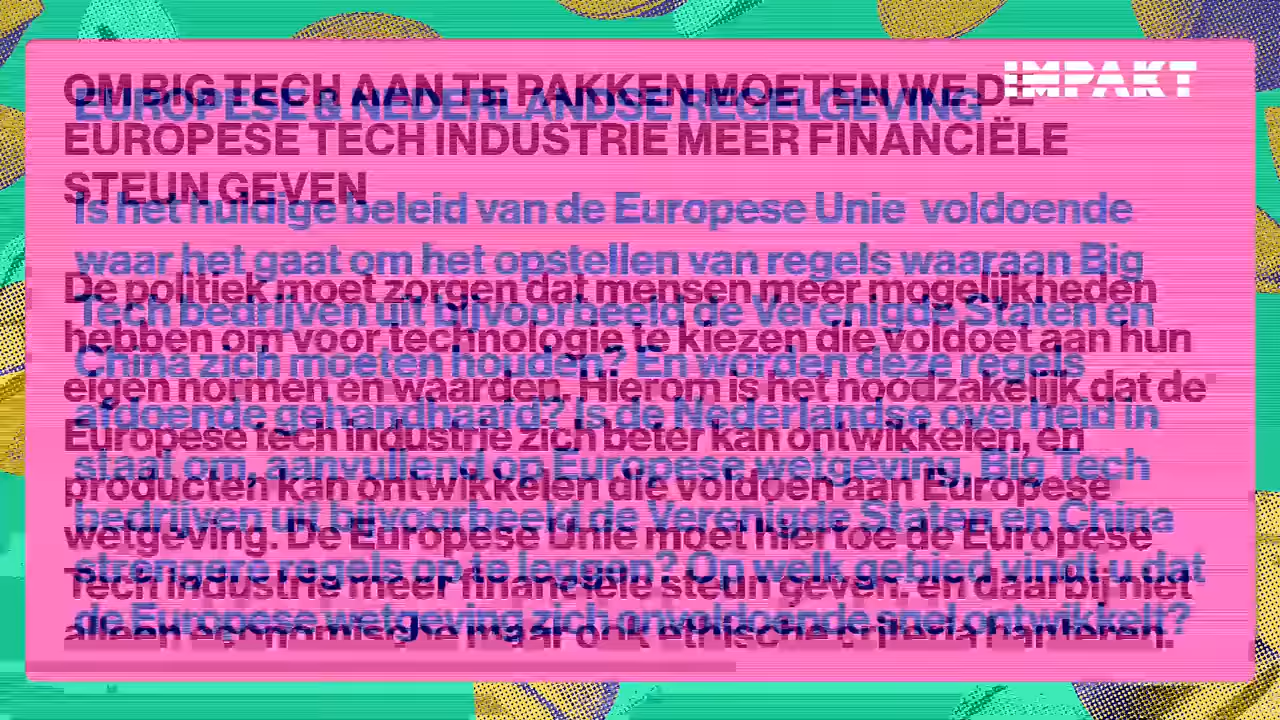 OM BIG TECH AAN TE PAKKEN MOETEN WE DE
IMPAKT
EUROPESE TECH INDUSTRIE MEER FINANCIËLE
STEUN GEVEN
De politiek moet zorgen dat mensen meer mogelijkheden
hebben om voor technologie te kiezen die voldoet aan hun
eigen normen en waarden. Hierom is het noodzakelijk dat de
Europese tech industrie zich beter kan ontwikkelen, en
producten kan ontwikkelen die voldoen aan Europese
wetgeving. De Europese Unie moet hiertoe de Europese
Tech industrie meer financiële steun geven. en daarbij niet
alleen economische maar ook ethische criteria hanteren.
EUROPESE & NEDERLANDSE REGELGEVING
Is het huidige beleid van de Europese Unie voldoende
waar het gaat om het opstellen van regels waaraan Big
Tech bedrijven uit bijvoorbeeld de Verenigde Staten en
China zich moeten houden? En worden deze regels
afdoende gehandhaafd? Is de Nederlandse overheid in
staat om, aanvullend op Europese wetgeving, Big Tech
bedrijven uit bijvoorbeeld de Verenigde Staten en China
strengere regels op te leggen? Op welk gebied vindt u dat
de Europese wetgeving zich onvoldoende snel ontwikkelt?